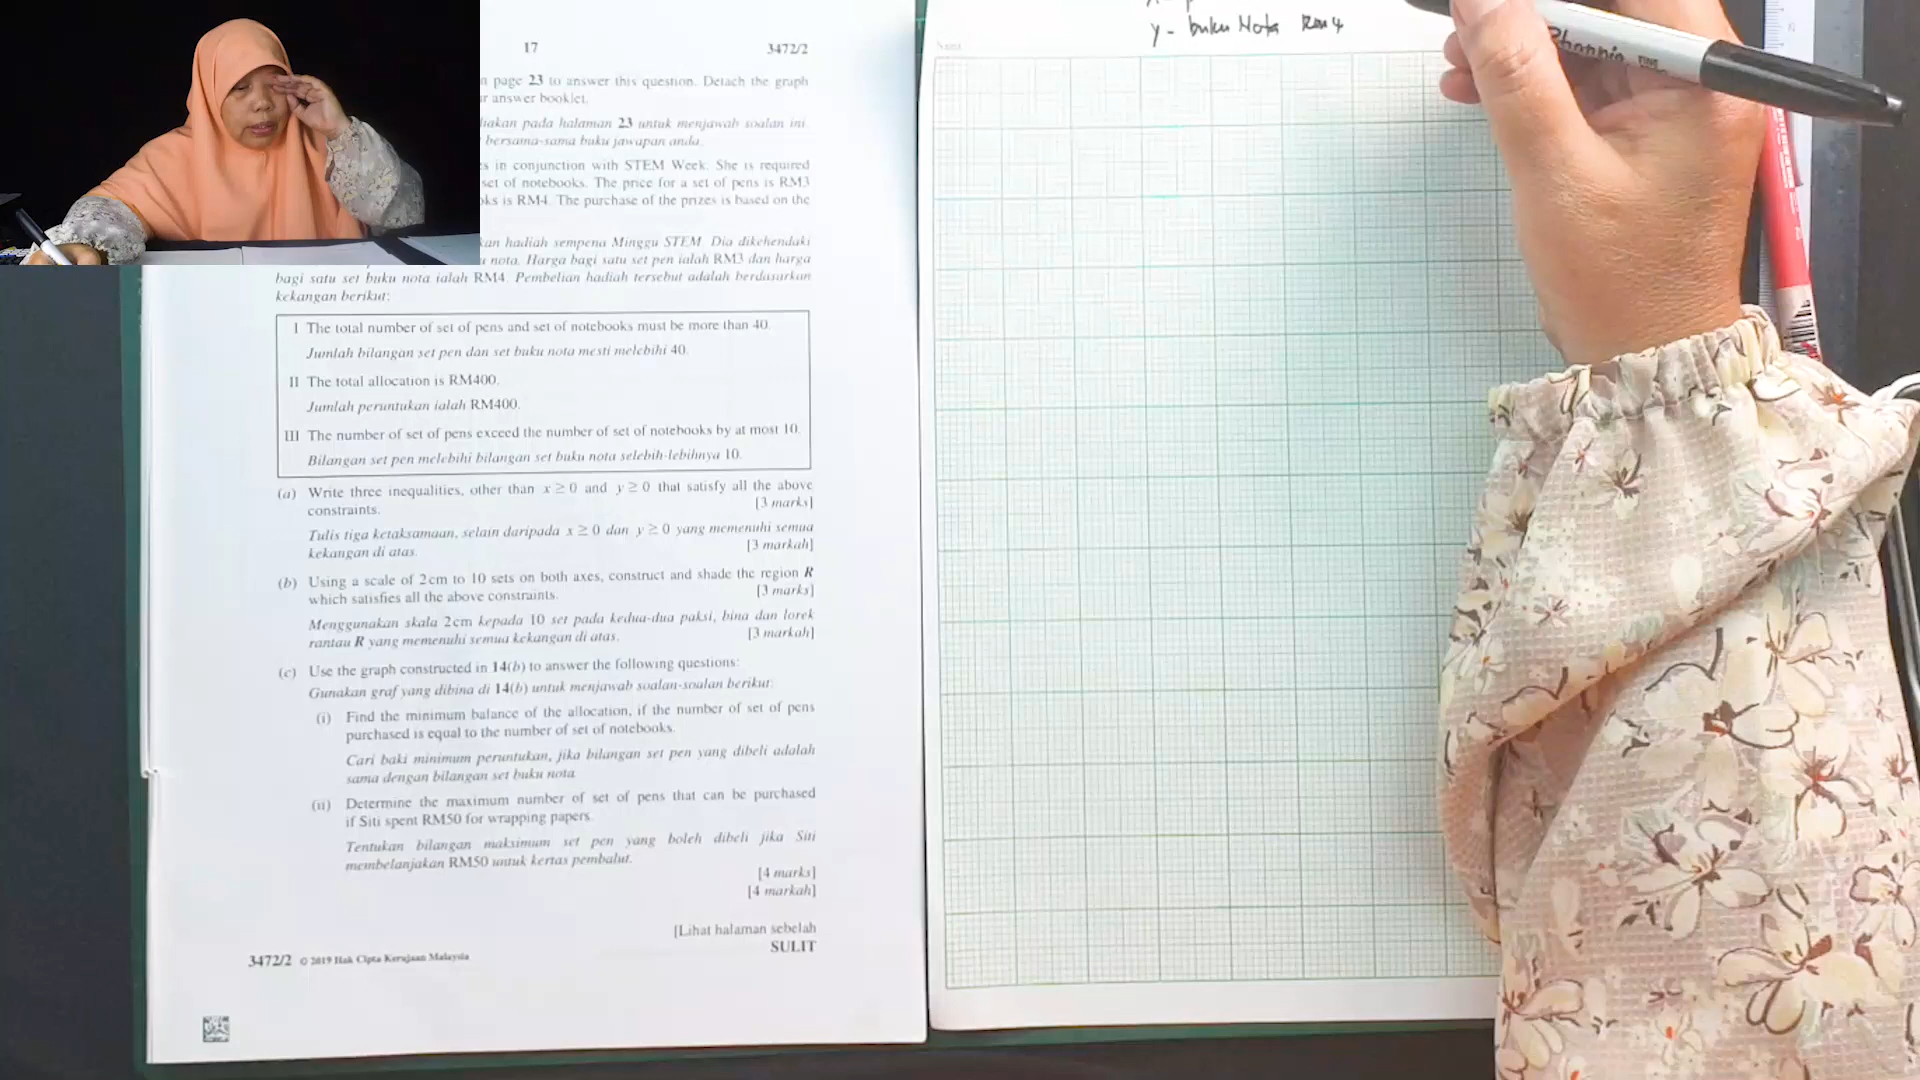 17 3472/2
page 23 to answer this question. Detach the graph
answer booklet.
pada halaman 23 untuk menjawab soalan ini
bersama-sama buku jawapan anda.
in conjunction with STEM Week. She is required
set of notebooks. The price for a set of pens is RM3
is RM4. The purchase of the prizes is based on the
hadiah sempena Minggu STEM. Dia dikehendaki
nota. Harga bagi satu set pen ialah RM3 dan harga
bagi satu set buku nota ialah RM4. Pembelian hadiah tersebut adalah berdasarkan
kekangan berikut:
I The total number of set of pens and set of notebooks must be more than 40.
Jumlah bilangan set pen dan set buku nota mesti melebihi 40.
II The total allocation is RM400.
Jumlah peruntukan ialah RM400.
III The number of set of pens exceed the number of set of notebooks by at most 10.
Bilangan set pen melebihi bilangan set buku nota selebih-lebihnya 10.
(a) Write three inequalities, other than x ≥ 0 and y ≥ 0 that satisfy all the above
constraints. [3 marks]
Tulis tiga ketaksamaan, selain daripada x ≥ 0 dan y ≥ 0 yang memenuhi semua
kekangan di atas. [3 markah]
(b) Using a scale of 2 cm to 10 sets on both axes, construct and shade the region R
which satisfies all the above constraints. [3 marks]
Menggunakan skala 2 cm kepada 10 set pada kedua-dua paksi, bina dan lorek
rantau R yang memenuhi semua kekangan di atas. [3 markah]
(c) Use the graph constructed in 14(b) to answer the following questions:
Gunakan graf yang dibina di 14(b) untuk menjawab soalan-soalan berikut:
(i) Find the minimum balance of the allocation, if the number of set of pens
purchased is equal to the number of set of notebooks.
Cari baki minimum peruntukan, jika bilangan set pen yang dibeli adalah
sama dengan bilangan set buku nota.
(ii) Determine the maximum number of set of pens that can be purchased
if Siti spent RM50 for wrapping papers.
Tentukan bilangan maksimum set pen yang boleh dibeli jika Siti
membelanjakan RM50 untuk kertas pembalut.
[4 marks]
[4 markah]
[Lihat halaman sebelah
SULIT
3472/2 © 2019 Hak Cipta Kerajaan Malaysia
y - buku Nota RM4